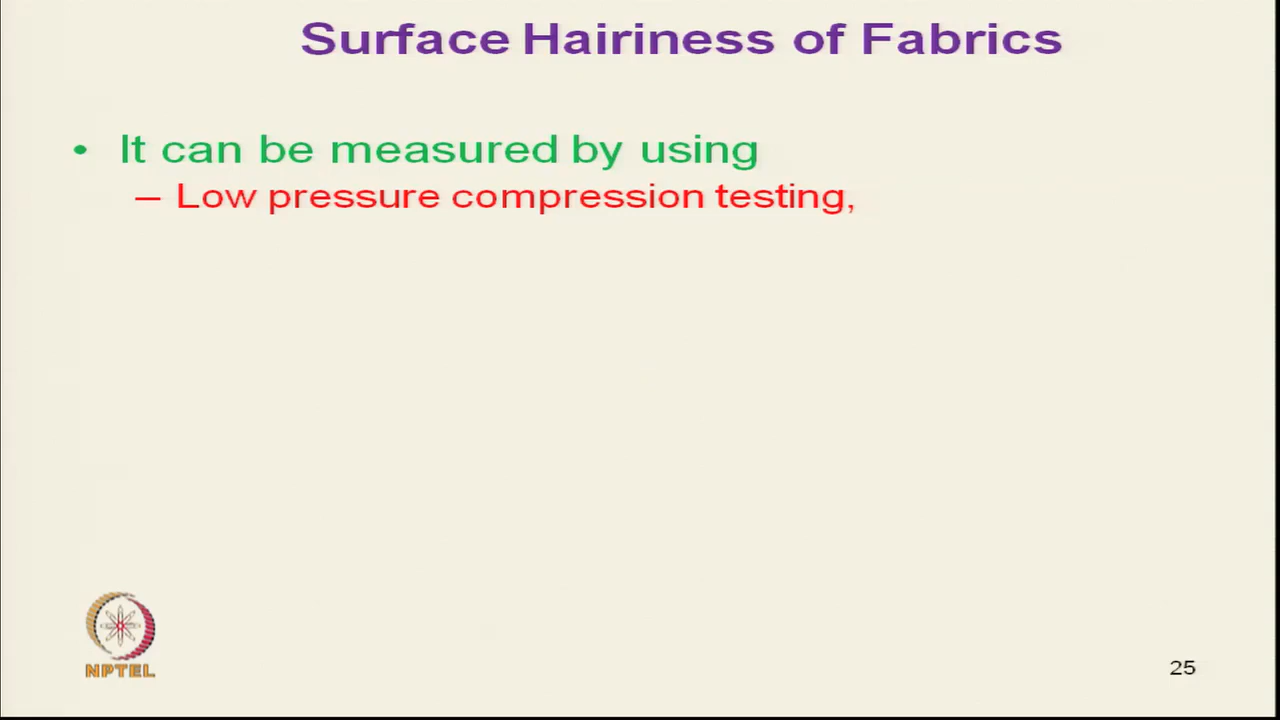 Surface Hairiness of Fabrics
• It can be measured by using
– Low pressure compression testing,
NPTEL
25